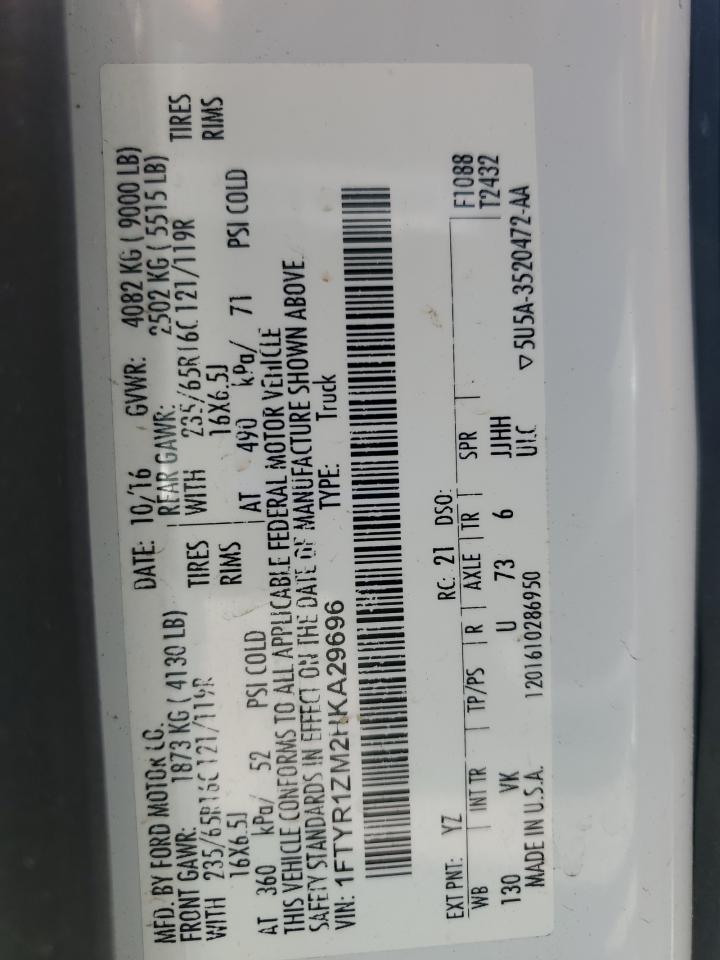 MFD. BY FORD MOTOR CO.
DATE: 10/16 GVWR: 4082 KG ( 9000 LB)
FRONT GAWR: 1873 KG ( 4130 LB) REAR GAWR: 2502 KG ( 5515 LB)
WITH 235/65R16C 121/119R TIRES WITH 235/65R16C 121/119R TIRES
16X6.5J RIMS 16X6.5J RIMS
AT 360 kPa/ 52 PSI COLD AT 490 kPa/ 71 PSI COLD
THIS VEHICLE CONFORMS TO ALL APPLICABLE FEDERAL MOTOR VEHICLE
SAFETY STANDARDS IN EFFECT ON THE DATE OF MANUFACTURE SHOWN ABOVE.
VIN: 1FTYR1ZM2HKA29696 TYPE: Truck
EXT PNT: YZ RC: 21 DSO: F1088
WB INT TR TP/PS R AXLE TR SPR T2432
130 VK U 73 6 JJHH
MADE IN U.S.A. 1201610286950 UIC ▽5U5A-3520472-AA